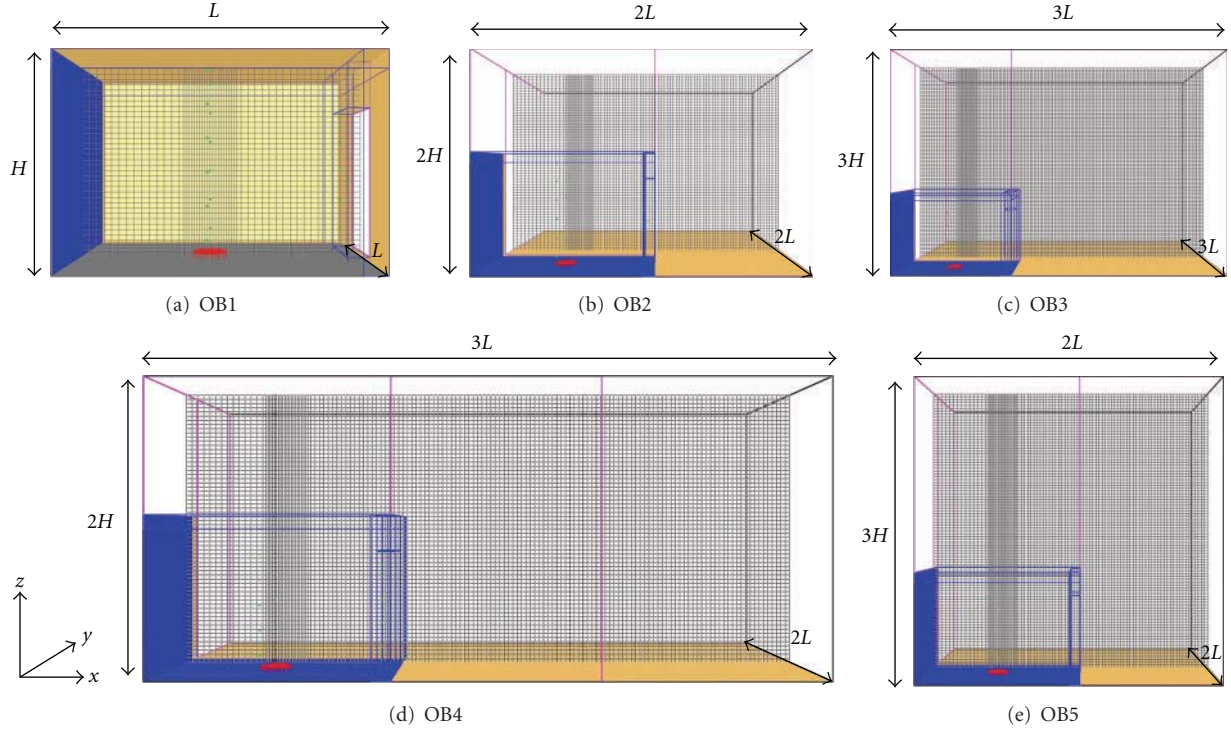 L
H
L
(a) OB1
2L
2H
2L
(b) OB2
3L
3H
3L
(c) OB3
3L
2H
2L
z
y
x
(d) OB4
2L
3H
2L
(e) OB5